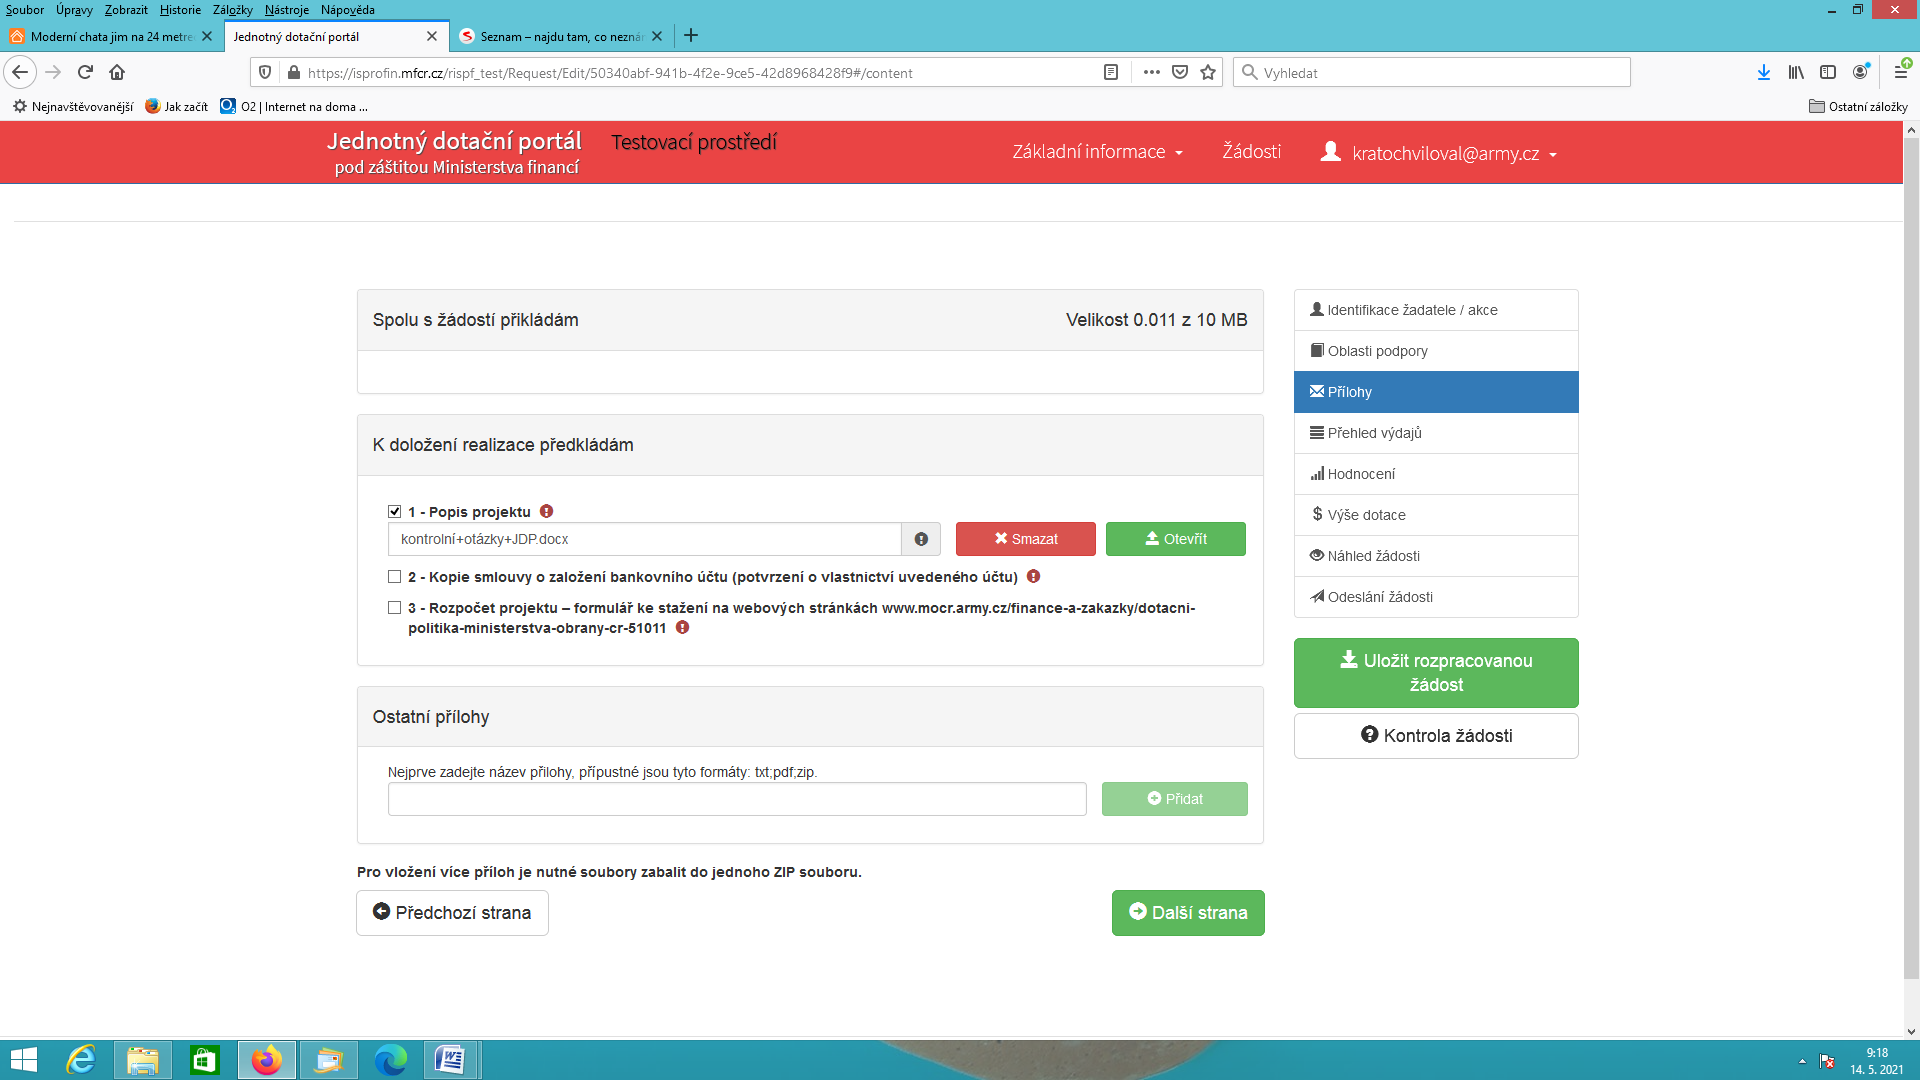 Soubor Úpravy Zobrazit Historie Záložky Nástroje Nápověda
Moderní chata jim na 24 metre
Jednotný dotační portál
Seznam – najdu tam, co neznám
https://isprofin.mfcr.cz/rispf_test/Request/Edit/50340abf-941b-4f2e-9ce5-42d8968428f9#/content
Vyhledat
Nejnavštěvovanější Jak začít O2 | Internet na doma ... Ostatní záložky
Jednotný dotační portál
pod záštitou Ministerstva financí
Testovací prostředí
Základní informace
Žádosti
kratochviloval@army.cz
Spolu s žádostí přikládám
Velikost 0.011 z 10 MB
K doložení realizace předkládám
1 - Popis projektu
kontrolní+otázky+JDP.docx
Smazat
Otevřít
2 - Kopie smlouvy o založení bankovního účtu (potvrzení o vlastnictví uvedeného účtu)
3 - Rozpočet projektu – formulář ke stažení na webových stránkách www.mocr.army.cz/finance-a-zakazky/dotacni-
politika-ministerstva-obrany-cr-51011
Ostatní přílohy
Nejprve zadejte název přílohy, přípustné jsou tyto formáty: txt;pdf;zip.
Přidat
Pro vložení více příloh je nutné soubory zabalit do jednoho ZIP souboru.
Předchozí strana
Další strana
Identifikace žadatele / akce
Oblasti podpory
Přílohy
Přehled výdajů
Hodnocení
Výše dotace
Náhled žádosti
Odeslání žádosti
Uložit rozpracovanou
žádost
Kontrola žádosti
9:18
14. 5. 2021